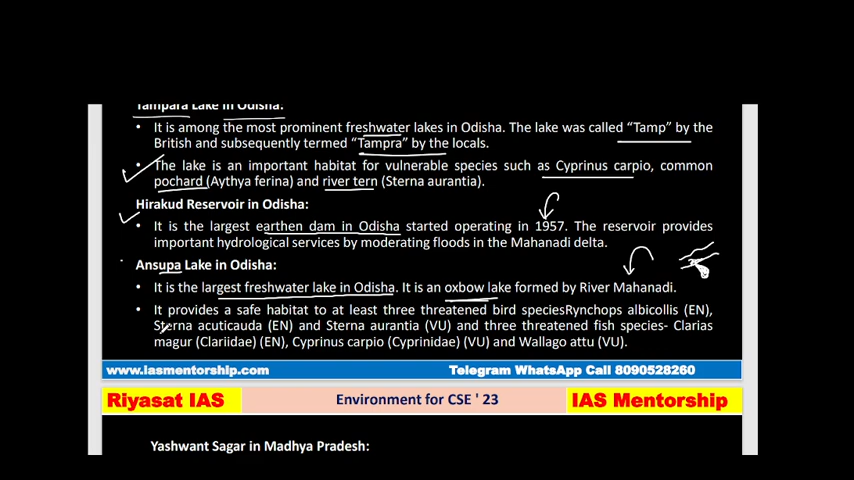 Tampara Lake in Odisha:
• It is among the most prominent freshwater lakes in Odisha. The lake was called “Tamp” by the
British and subsequently termed “Tampra” by the locals.
• The lake is an important habitat for vulnerable species such as Cyprinus carpio, common
pochard (Aythya ferina) and river tern (Sterna aurantia).
Hirakud Reservoir in Odisha:
• It is the largest earthen dam in Odisha started operating in 1957. The reservoir provides
important hydrological services by moderating floods in the Mahanadi delta.
Ansupa Lake in Odisha:
• It is the largest freshwater lake in Odisha. It is an oxbow lake formed by River Mahanadi.
• It provides a safe habitat to at least three threatened bird speciesRynchops albicollis (EN),
Sterna acuticauda (EN) and Sterna aurantia (VU) and three threatened fish species- Clarias
magur (Clariidae) (EN), Cyprinus carpio (Cyprinidae) (VU) and Wallago attu (VU).
www.iasmentorship.com Telegram WhatsApp Call 8090528260
Riyasat IAS Environment for CSE ' 23 IAS Mentorship
Yashwant Sagar in Madhya Pradesh: